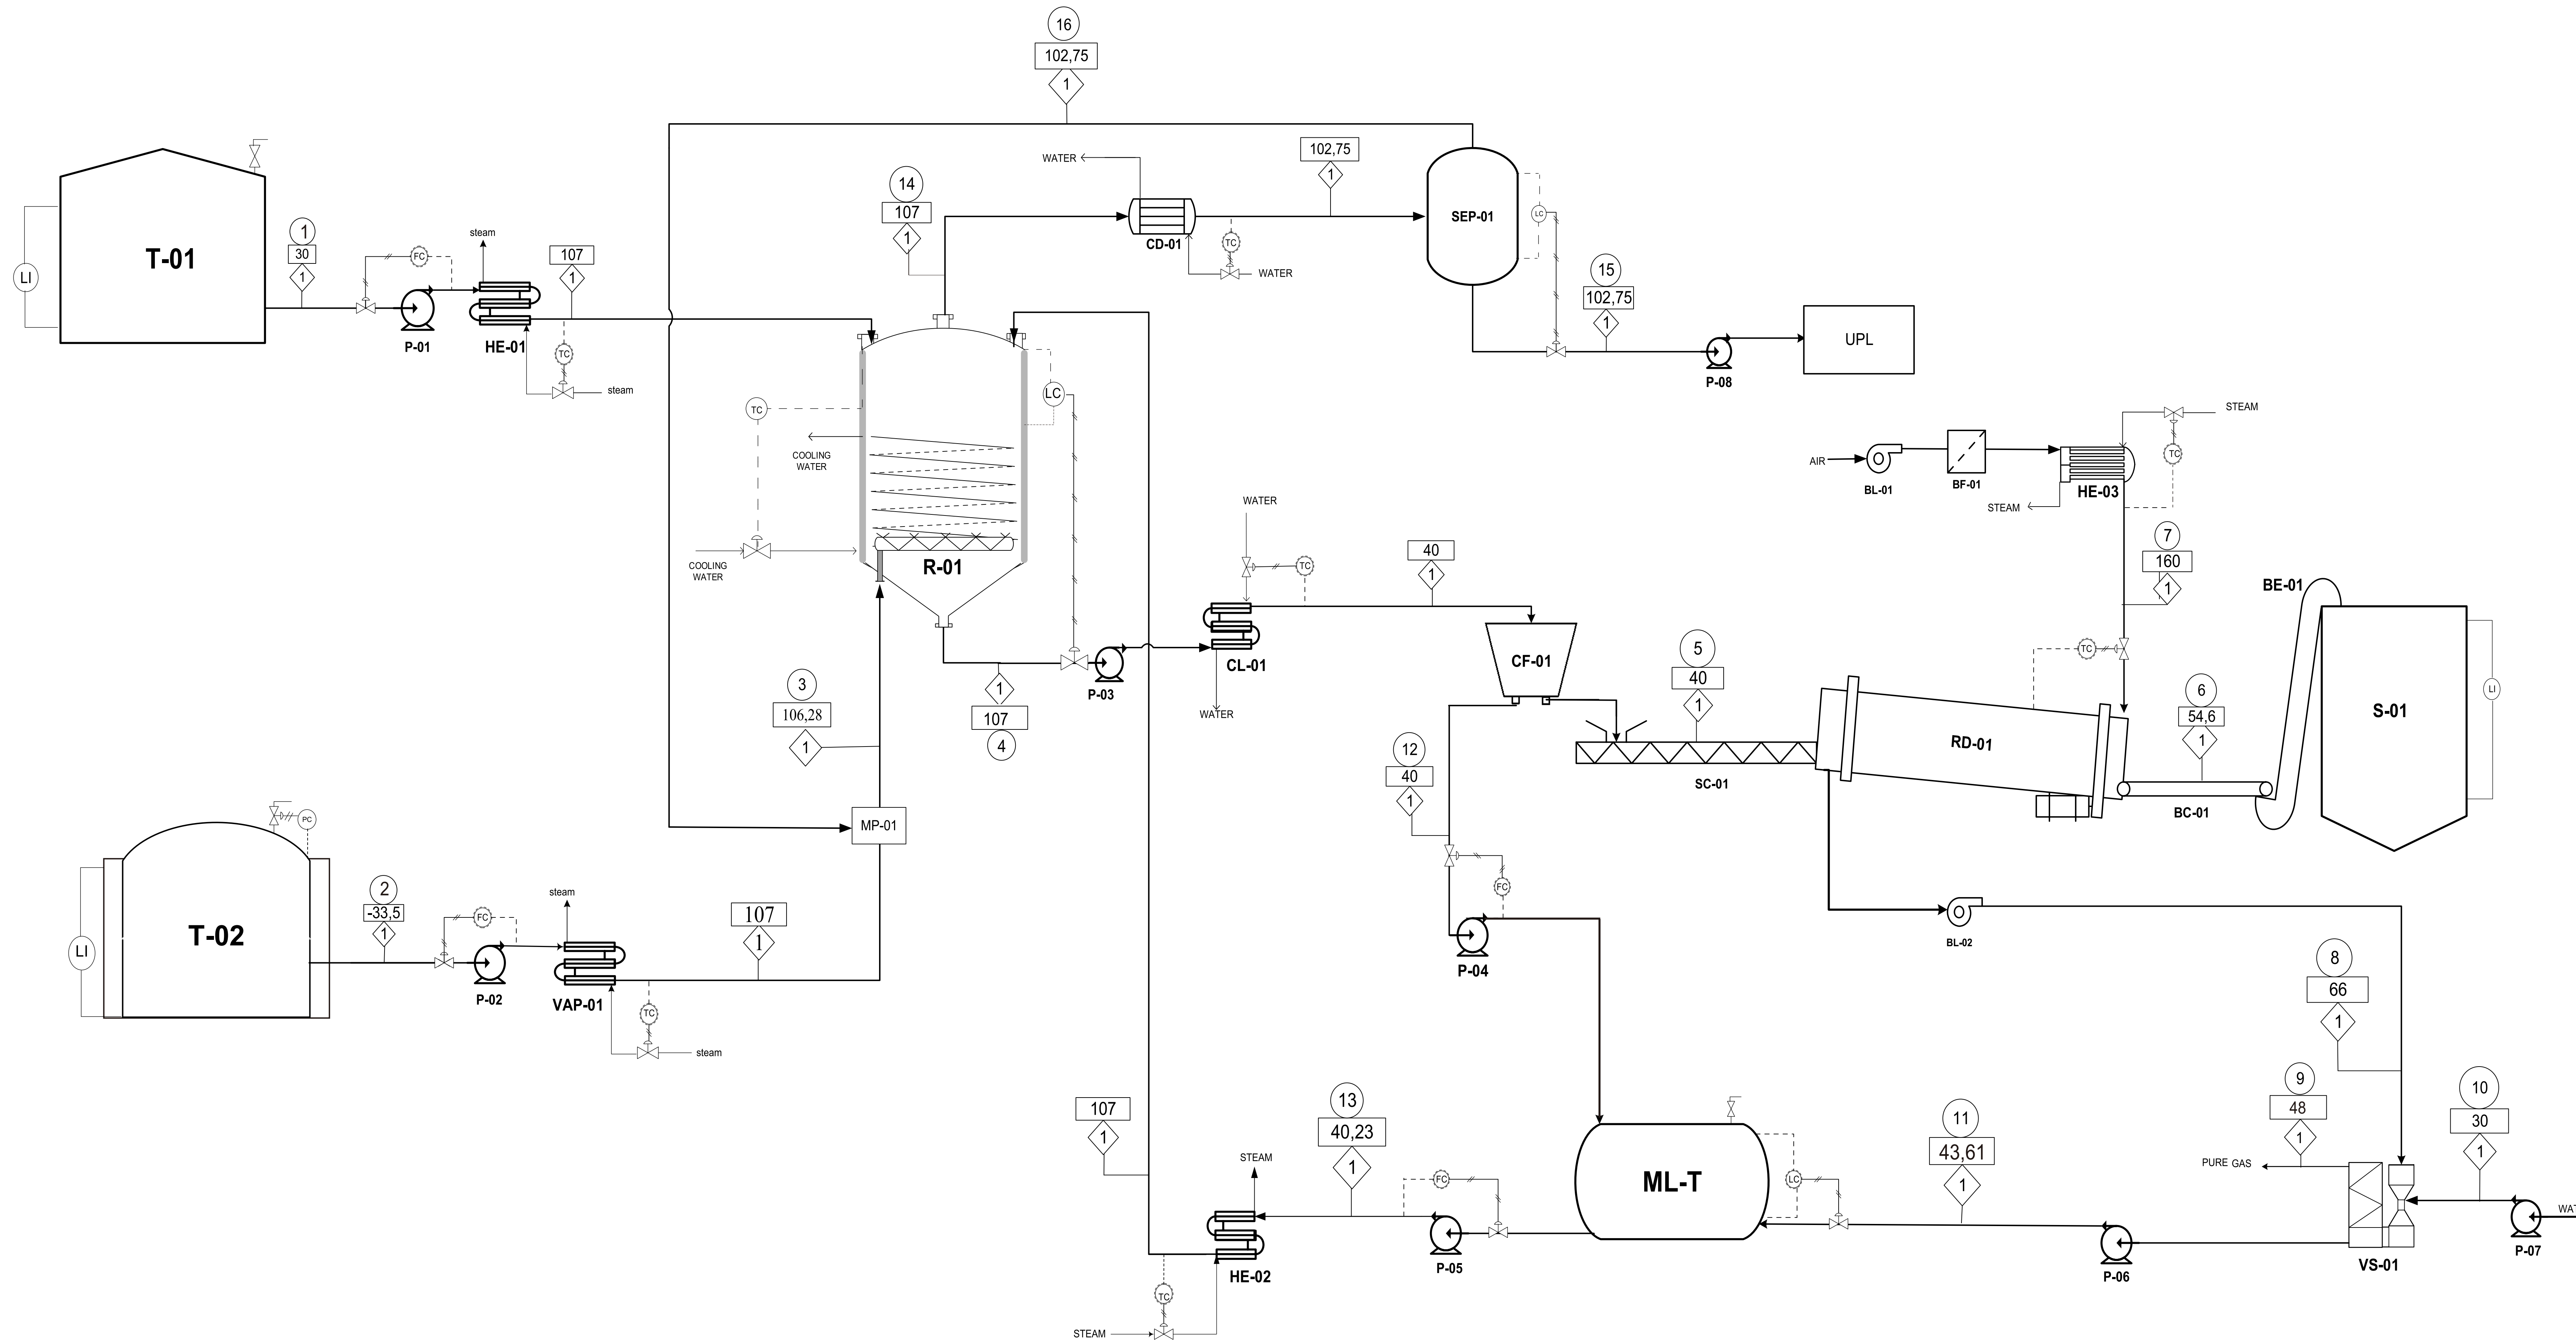 16
102,75
1
T-01
LI
1
30
1
FC
P-01
steam
HE-01
107
1
TC
steam
14
107
1
WATER
CD-01
TC
WATER
102,75
1
SEP-01
LC
15
102,75
1
P-08
UPL
TC
COOLING
WATER
COOLING
WATER
LC
R-01
3
106,28
1
1
107
4
P-03
WATER
TC
CL-01
WATER
40
1
CF-01
5
40
1
SC-01
AIR
BL-01
BF-01
STEAM
TC
HE-03
STEAM
7
160
1
TC
RD-01
6
54,6
1
BC-01
BE-01
S-01
LI
12
40
1
FC
P-04
BL-02
MP-01
PC
T-02
LI
2
-33,5
1
FC
P-02
steam
VAP-01
107
1
TC
steam
8
66
1
9
48
1
PURE GAS
10
30
1
WAT
P-07
VS-01
P-06
11
43,61
1
LC
ML-T
FC
P-05
13
40,23
1
STEAM
HE-02
107
1
TC
STEAM